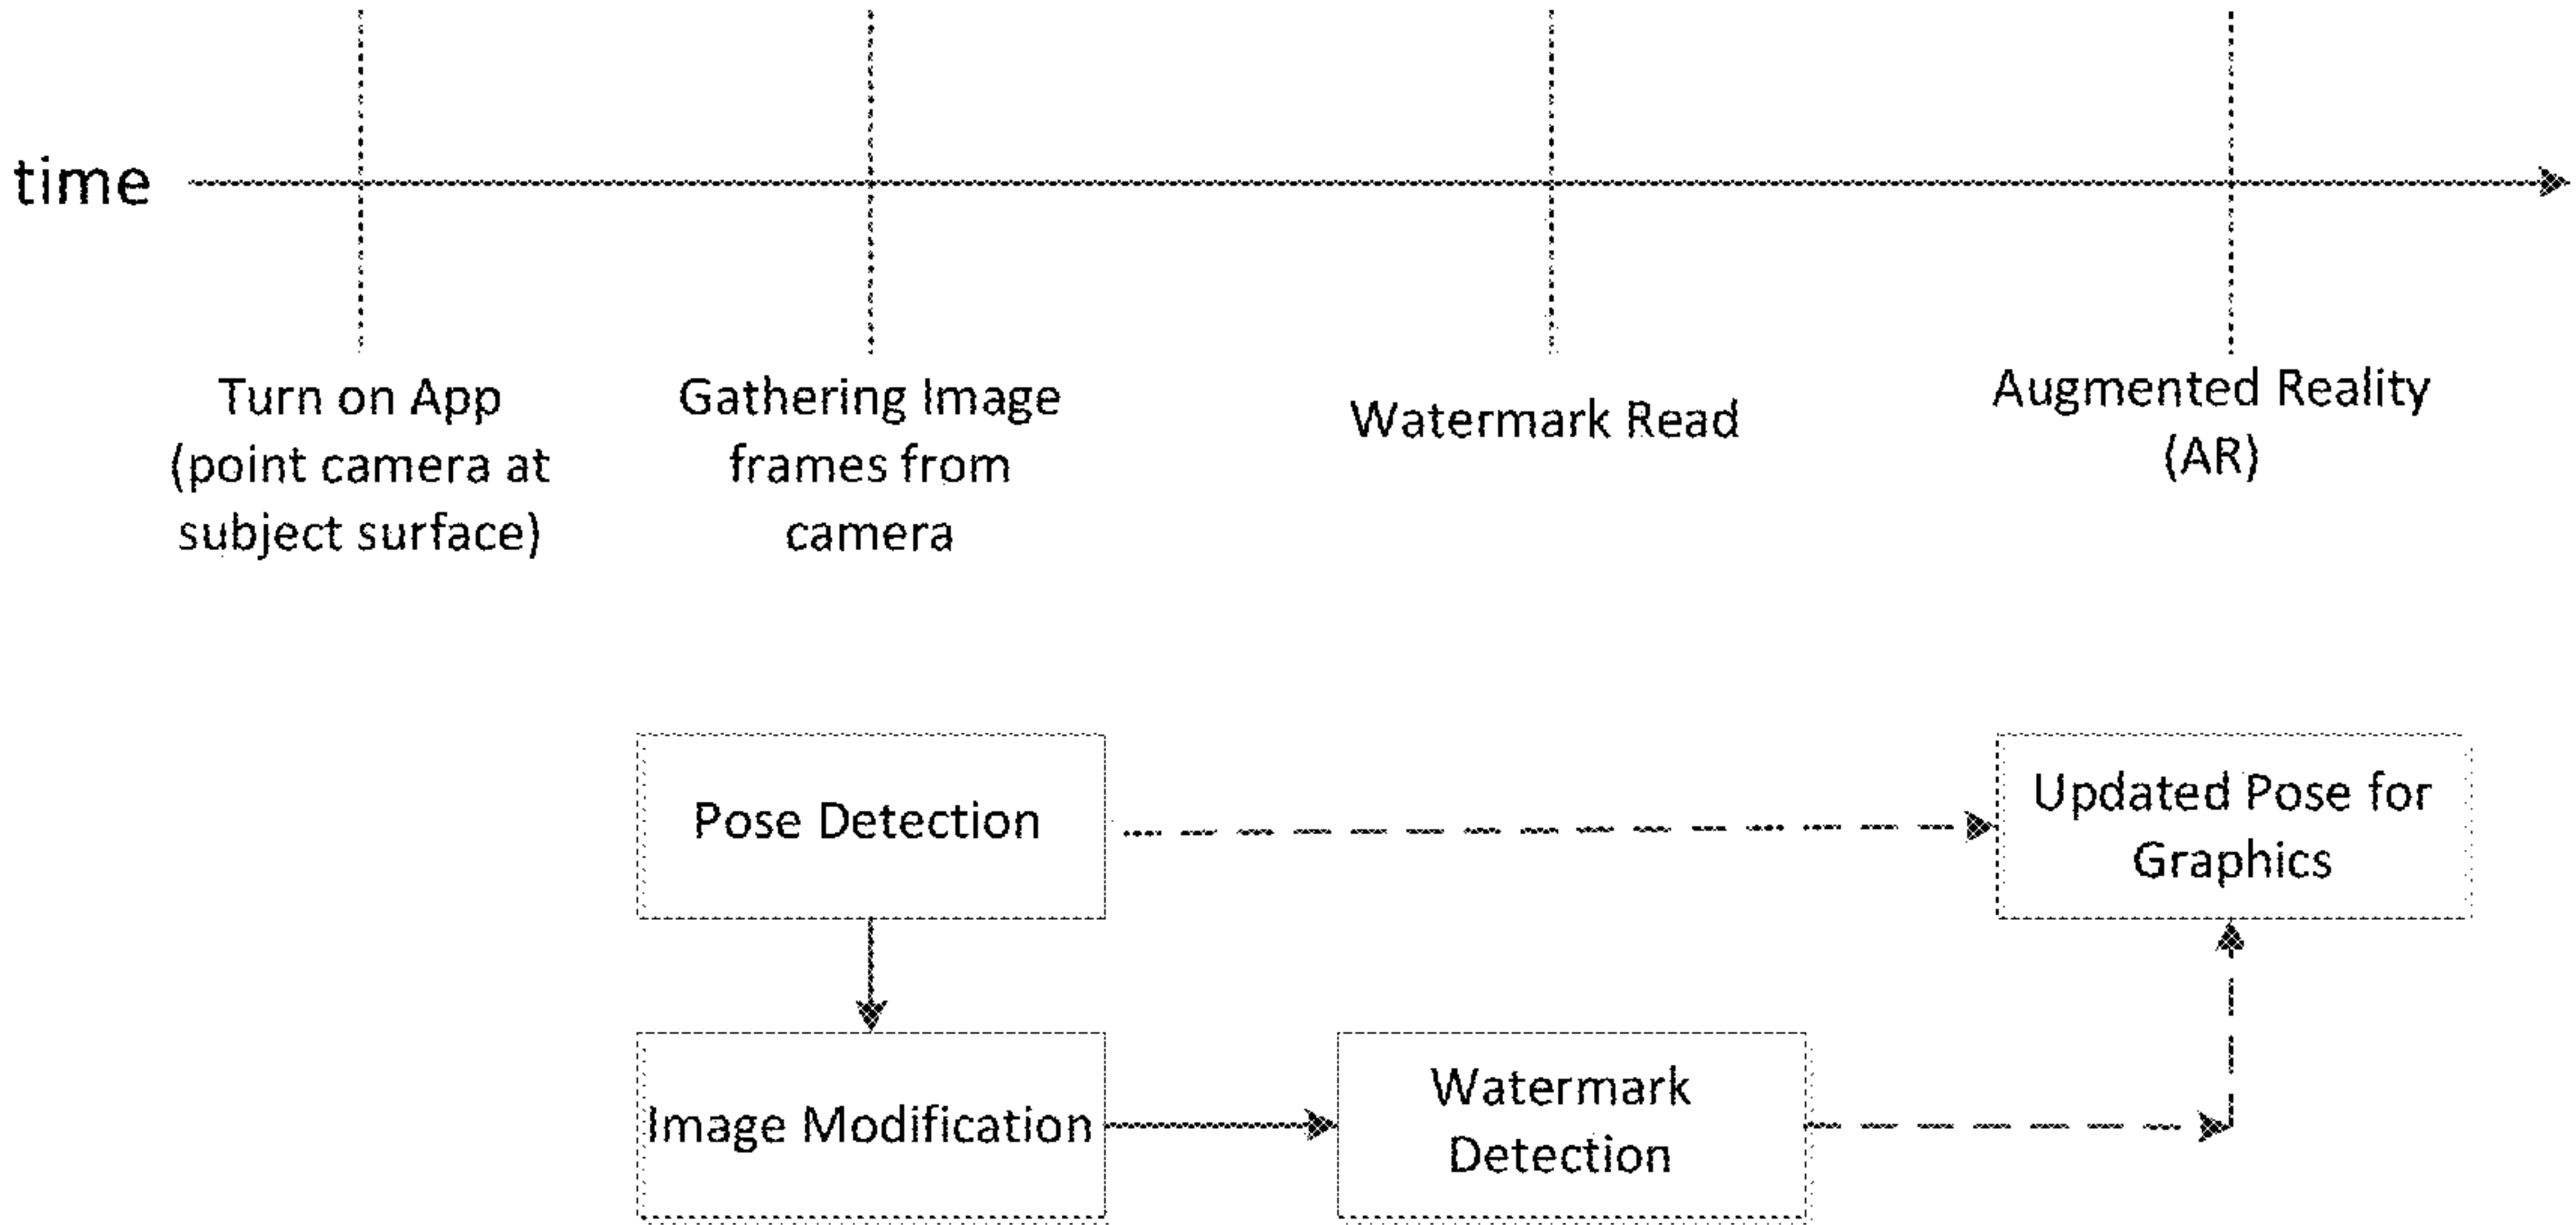 time
Turn on App
(point camera at
subject surface)
Gathering Image
frames from
camera
Watermark Read
Augmented Reality
(AR)
Pose Detection
Updated Pose for
Graphics
Image Modification
Watermark
Detection